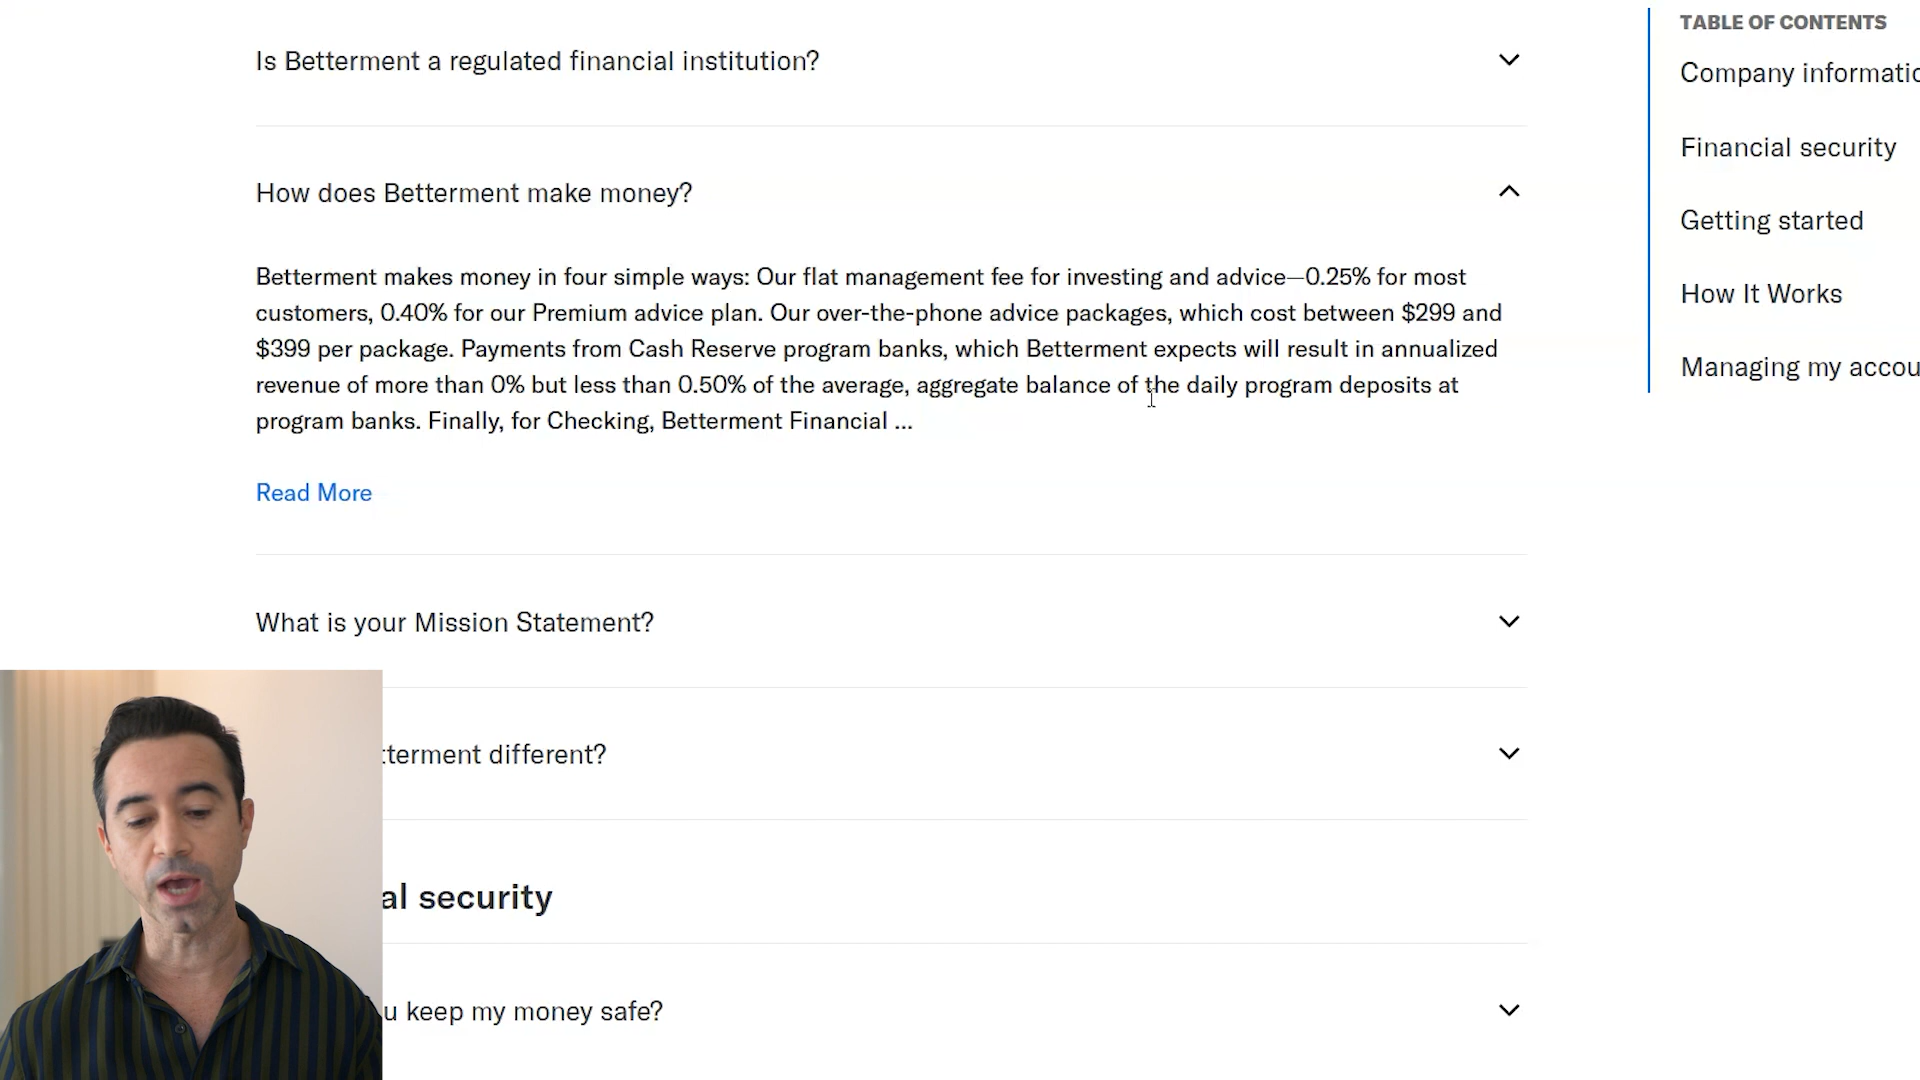 Is Betterment a regulated financial institution?
How does Betterment make money?
Betterment makes money in four simple ways: Our flat management fee for investing and advice—0.25% for most
customers, 0.40% for our Premium advice plan. Our over-the-phone advice packages, which cost between $299 and
$399 per package. Payments from Cash Reserve program banks, which Betterment expects will result in annualized
revenue of more than 0% but less than 0.50% of the average, aggregate balance of the daily program deposits at
program banks. Finally, for Checking, Betterment Financial ...
Read More
What is your Mission Statement?
tterment different?
al security
u keep my money safe?
TABLE OF CONTENTS
Company informatio
Financial security
Getting started
How It Works
Managing my accou